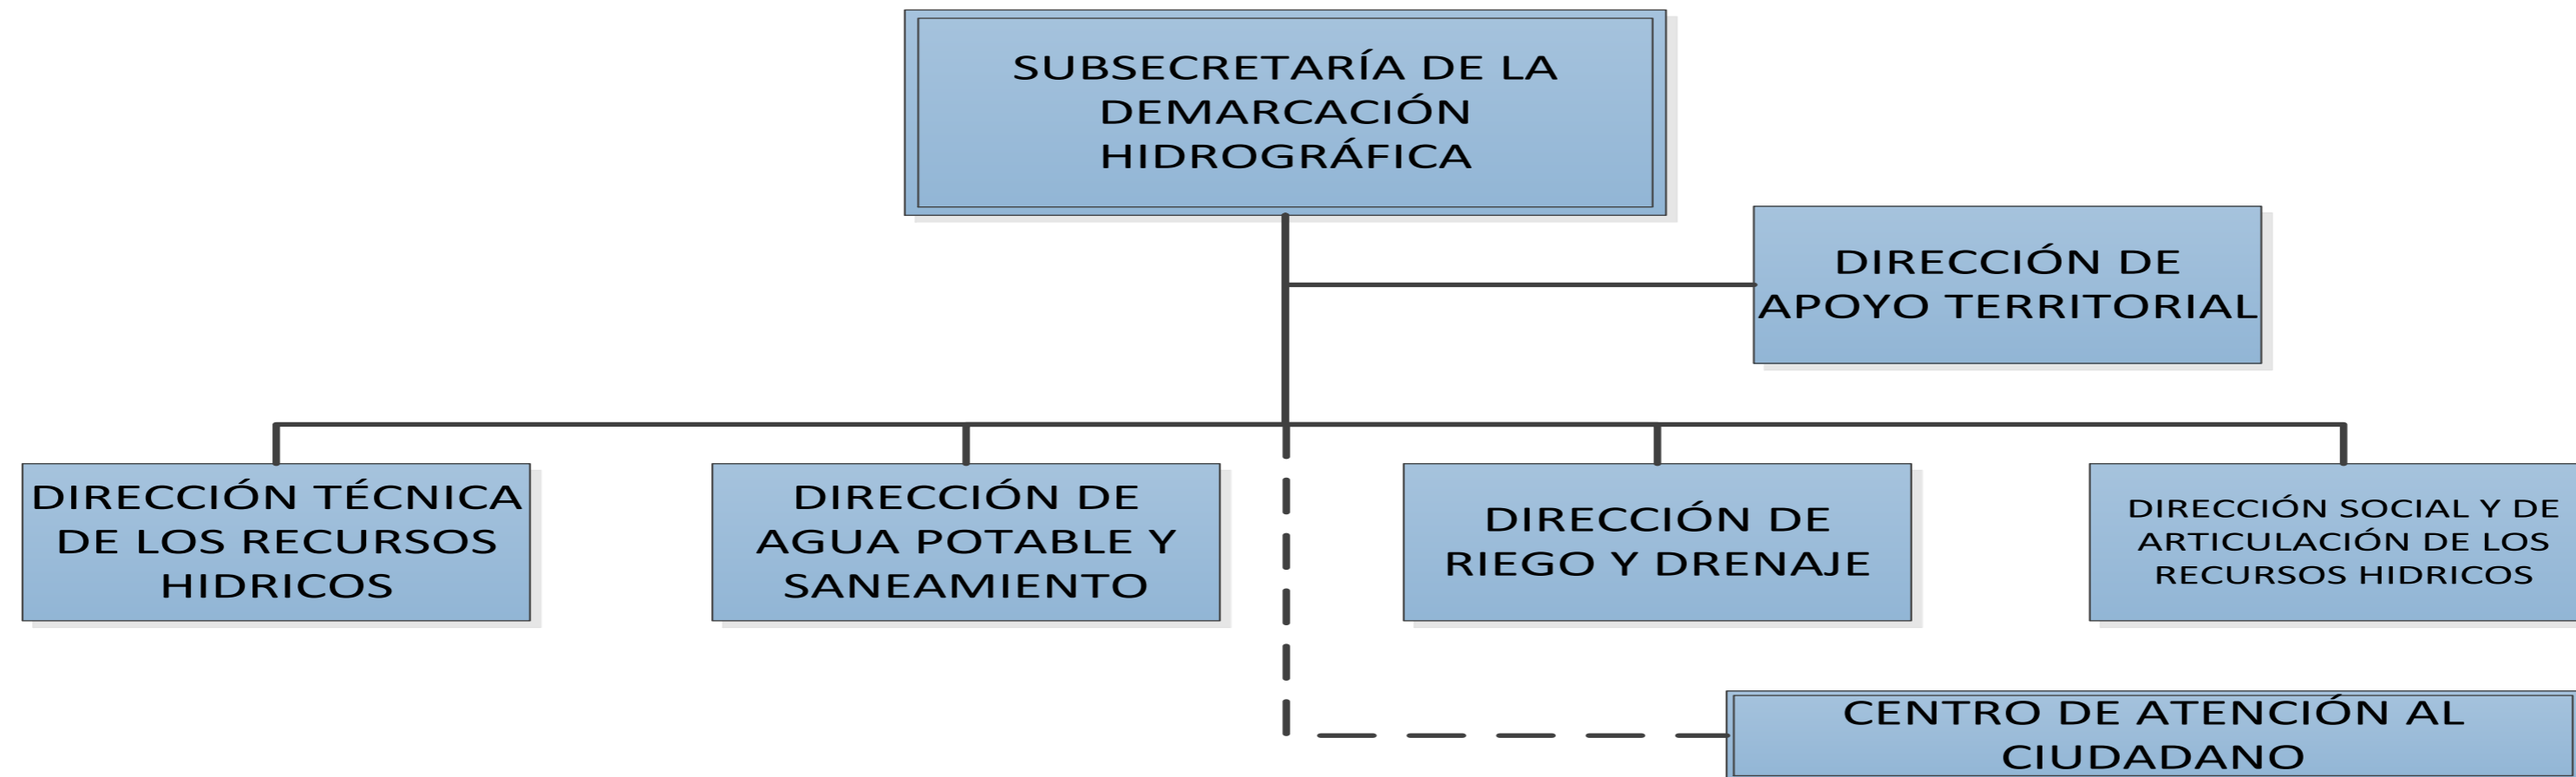 SUBSECRETARÍA DE LA
DEMARCACIÓN
HIDROGRÁFICA
DIRECCIÓN DE
APOYO TERRITORIAL
DIRECCIÓN TÉCNICA
DE LOS RECURSOS
HIDRICOS
DIRECCIÓN DE
AGUA POTABLE Y
SANEAMIENTO
DIRECCIÓN DE
RIEGO Y DRENAJE
DIRECCIÓN SOCIAL Y DE
ARTICULACIÓN DE LOS
RECURSOS HIDRICOS
CENTRO DE ATENCIÓN AL
CIUDADANO